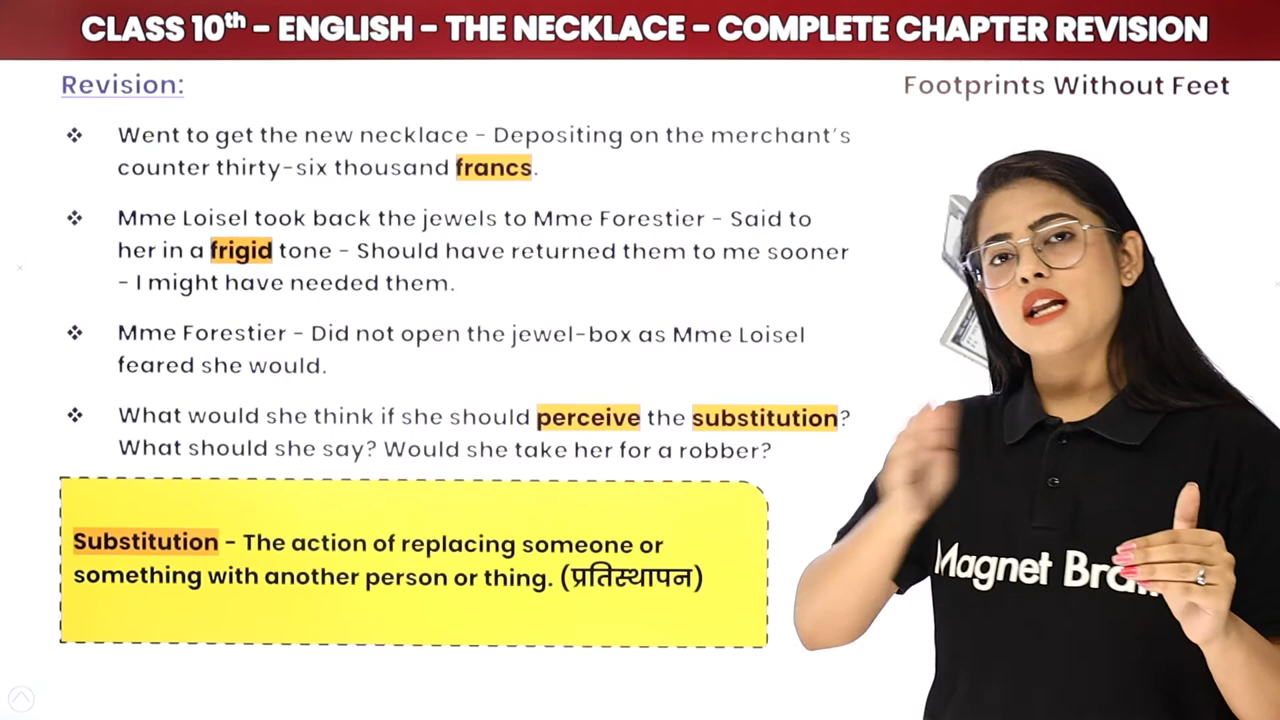 CLASS 10th - ENGLISH - THE NECKLACE - COMPLETE CHAPTER REVISION
Revision:
Footprints Without Feet
❖ Went to get the new necklace - Depositing on the merchant's
counter thirty-six thousand francs.
❖ Mme Loisel took back the jewels to Mme Forestier - Said to
her in a frigid tone - Should have returned them to me sooner
- I might have needed them.
❖ Mme Forestier - Did not open the jewel-box as Mme Loisel
feared she would.
❖ What would she think if she should perceive the substitution?
What should she say? Would she take her for a robber?
Substitution - The action of replacing someone or
something with another person or thing. (प्रतिस्थापन)
Magnet